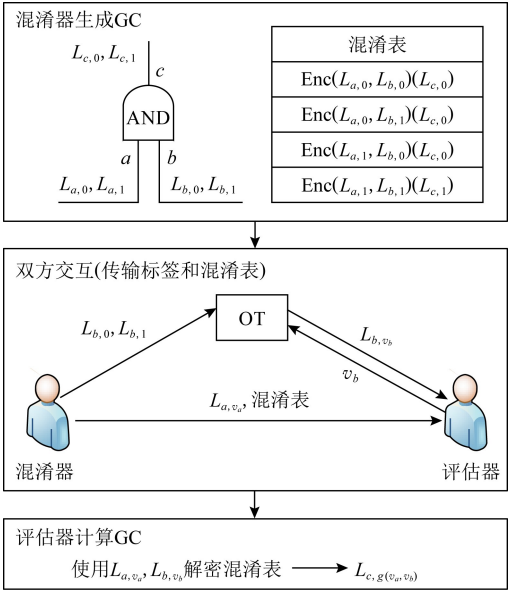 混淆器生成GC
L_{c,0}, L_{c,1}
c
AND
a
b
L_{a,0}, L_{a,1}
L_{b,0}, L_{b,1}
混淆表
Enc(L_{a,0}, L_{b,0})(L_{c,0})
Enc(L_{a,0}, L_{b,1})(L_{c,0})
Enc(L_{a,1}, L_{b,0})(L_{c,0})
Enc(L_{a,1}, L_{b,1})(L_{c,1})
双方交互(传输标签和混淆表)
L_{b,0}, L_{b,1}
OT
L_{b,v_b}
v_b
L_{a,v_a},混淆表
混淆器
评估器
评估器计算GC
使用L_{a,v_a}, L_{b,v_b}解密混淆表 → L_{c,g(v_a,v_b)}